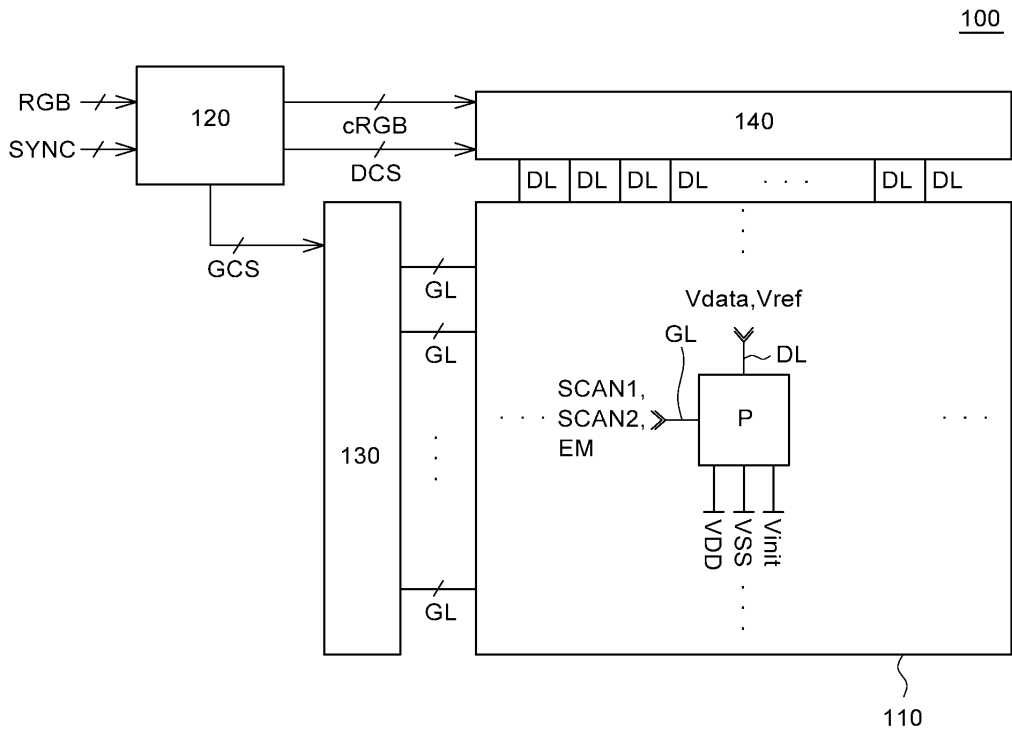 100
RGB
120
cRGB
140
SYNC
DCS
DL DL DL DL . . . DL DL
GCS
GL
Vdata,Vref
GL
GL
DL
SCAN1,
. . . SCAN2,
EM
P
. . .
130
VDD
VSS
Vinit
GL
110